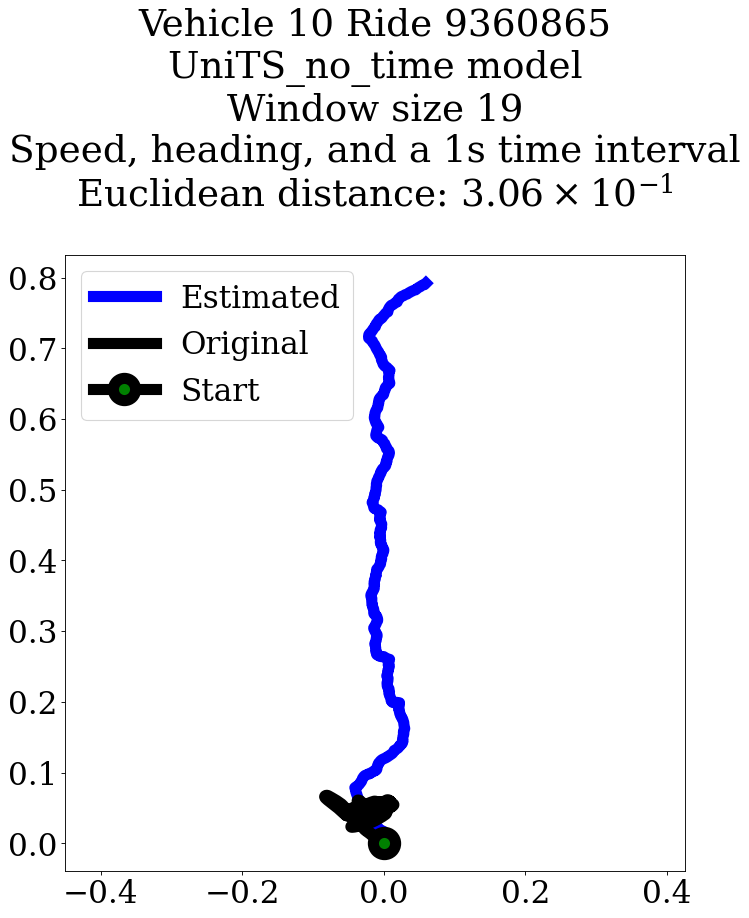 Vehicle 10 Ride 9360865
UniTS_no_time model
Window size 19
Speed, heading, and a 1s time interval
Euclidean distance: $3.06 \times 10^{-1}$
Estimated
Original
Start
0.8
0.7
0.6
0.5
0.4
0.3
0.2
0.1
0.0
−0.4 −0.2 0.0 0.2 0.4